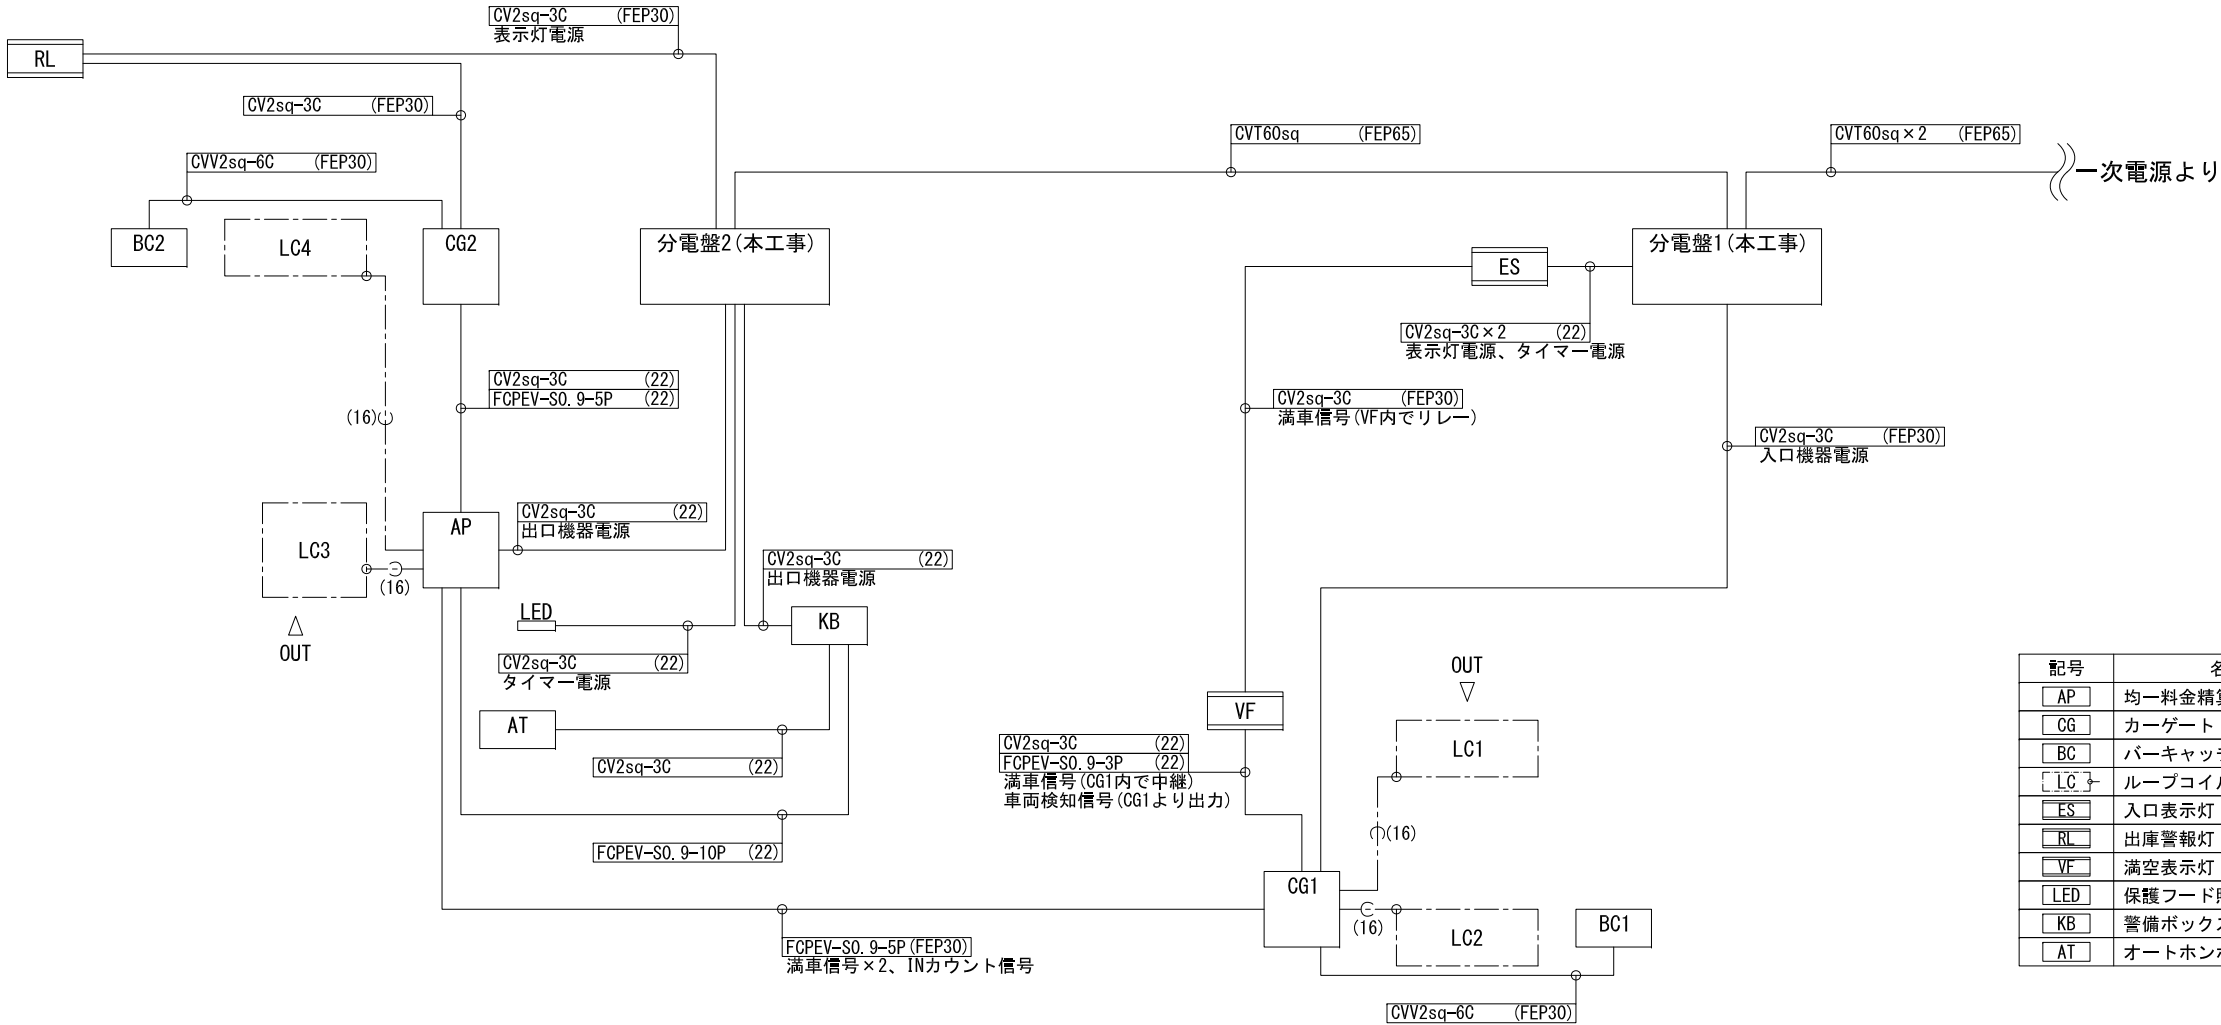 CV2sq-3C (FEP30)
表示灯電源
RL
CV2sq-3C (FEP30)
CVT60sq (FEP65)
CVT60sq×2 (FEP65)
CVV2sq-6C (FEP30)
一次電源より
BC2
LC4
CG2
分電盤2(本工事)
分電盤1(本工事)
ES
CV2sq-3C×2 (22)
表示灯電源、タイマー電源
CV2sq-3C (22)
FCPEV-S0.9-5P (22)
(16)
CV2sq-3C (FEP30)
満車信号(VF内でリレー)
CV2sq-3C (FEP30)
入口機器電源
AP
CV2sq-3C (22)
出口機器電源
LC3
(16)
CV2sq-3C (22)
出口機器電源
LED
KB
OUT
CV2sq-3C (22)
タイマー電源
OUT
AT
VF
CV2sq-3C (22)
CV2sq-3C (22)
FCPEV-S0.9-3P (22)
満車信号(CG1内で中継)
車両検知信号(CG1より出力)
LC1
(16)
FCPEV-S0.9-10P (22)
CG1
(16)
LC2
BC1
FCPEV-S0.9-5P(FEP30)
満車信号×2、INカウント信号
CVV2sq-6C (FEP30)
記号 名
AP 均一料金精算
CG カーゲート
BC バーキャッチ
LC ループコイル
ES 入口表示灯
RL 出庫警報灯
VF 満空表示灯
LED 保護フード
KB 警備ボックス
AT オートホン